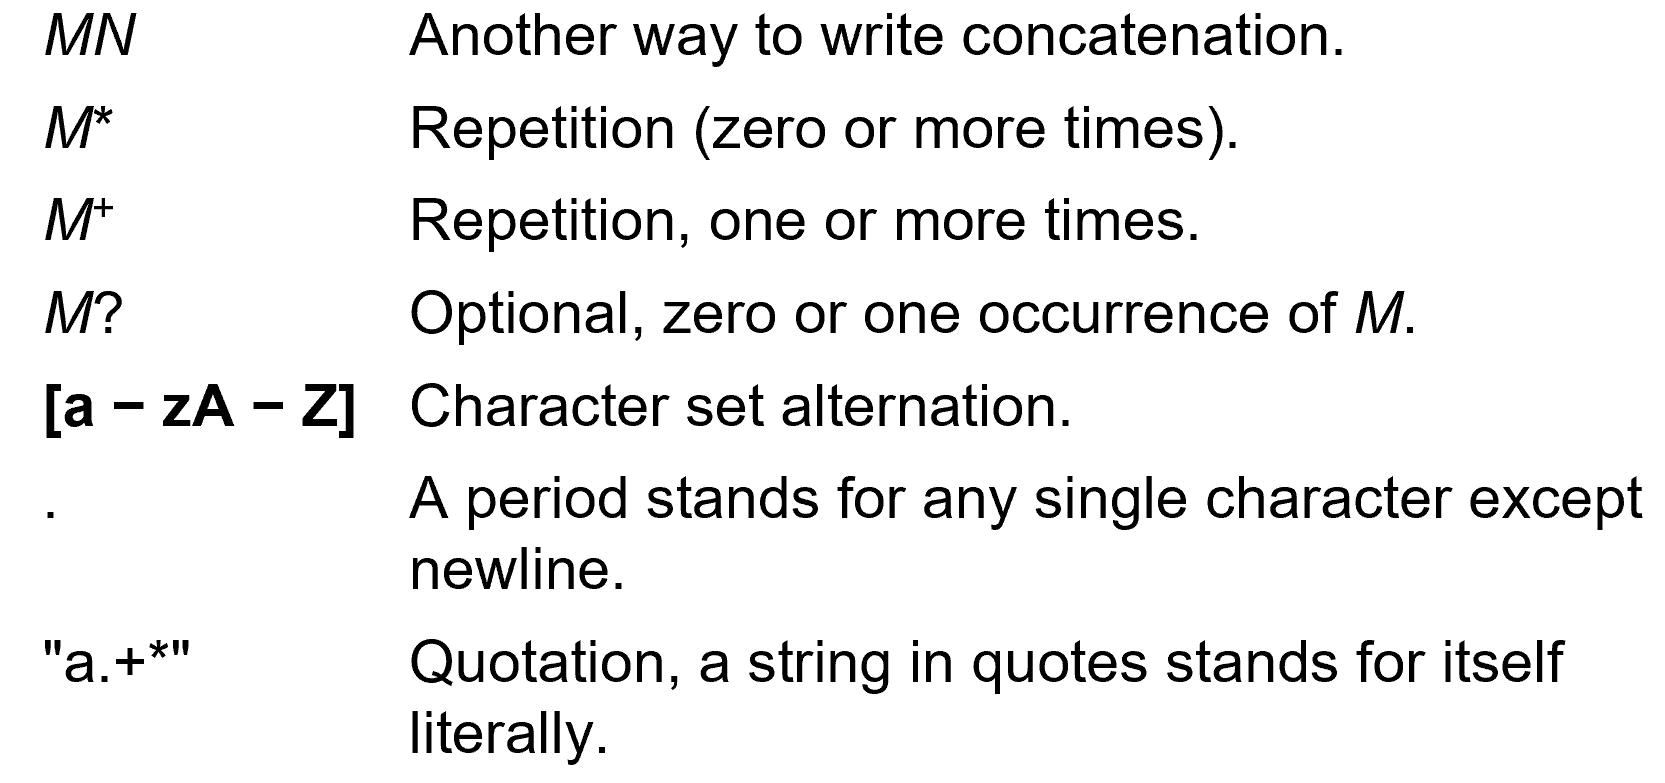 MN Another way to write concatenation.
M* Repetition (zero or more times).
M+ Repetition, one or more times.
M? Optional, zero or one occurrence of M.
[a − zA − Z] Character set alternation.
. A period stands for any single character except
newline.
"a.+*" Quotation, a string in quotes stands for itself
literally.